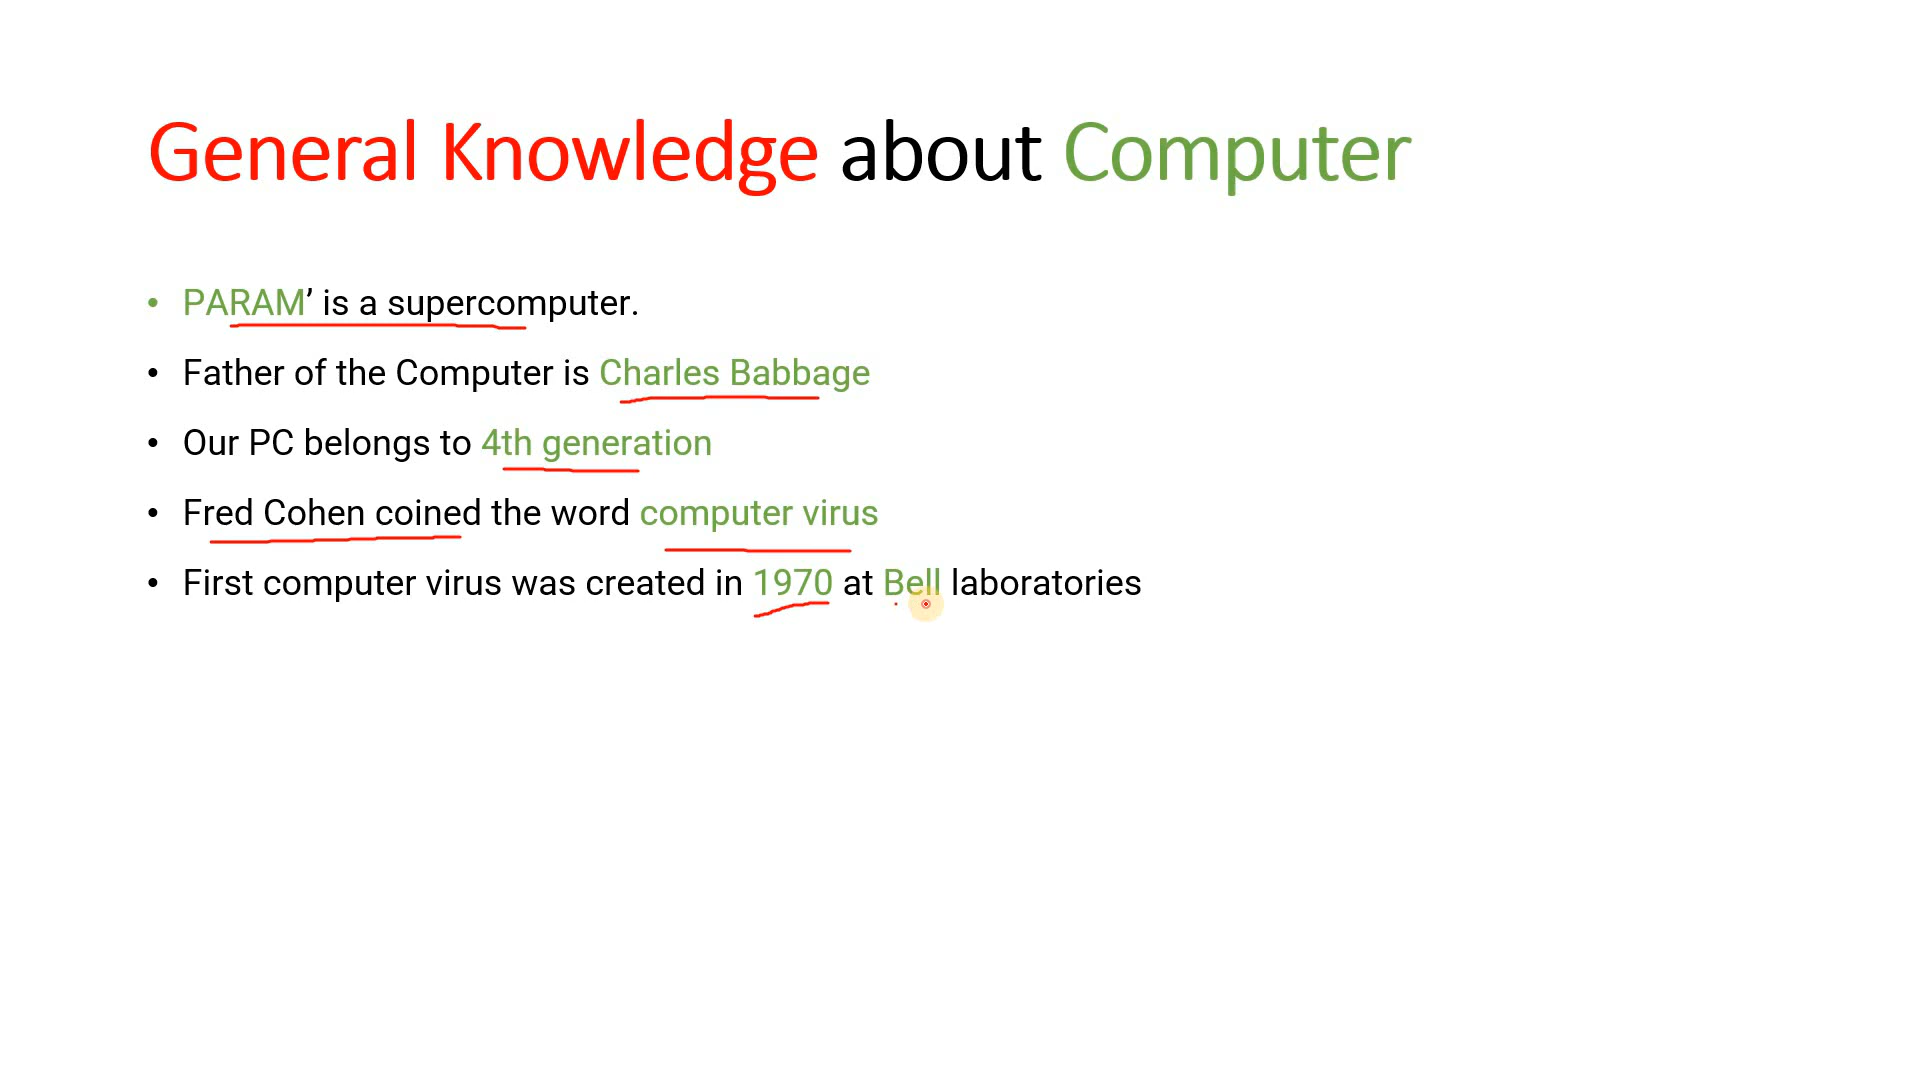 General Knowledge about Computer
• PARAM’ is a supercomputer.
• Father of the Computer is Charles Babbage
• Our PC belongs to 4th generation
• Fred Cohen coined the word computer virus
• First computer virus was created in 1970 at Bell laboratories